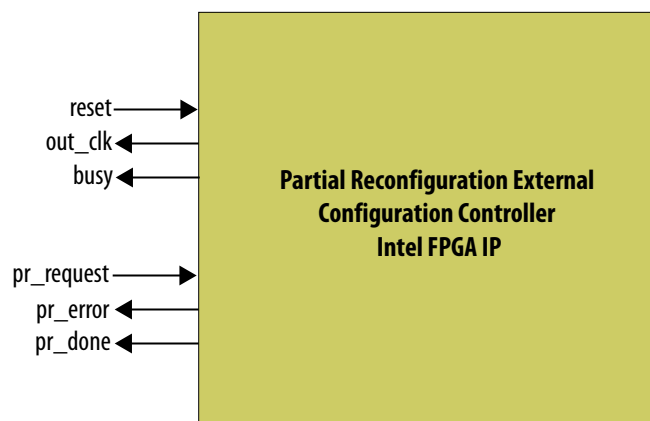 reset
out_clk
busy
Partial Reconfiguration External
Configuration Controller
Intel FPGA IP
pr_request
pr_error
pr_done